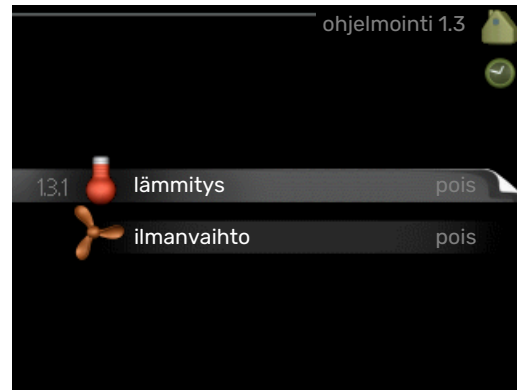 ohjelmointi 1.3
1.3.1 lämmitys pois
ilmanvaihto pois